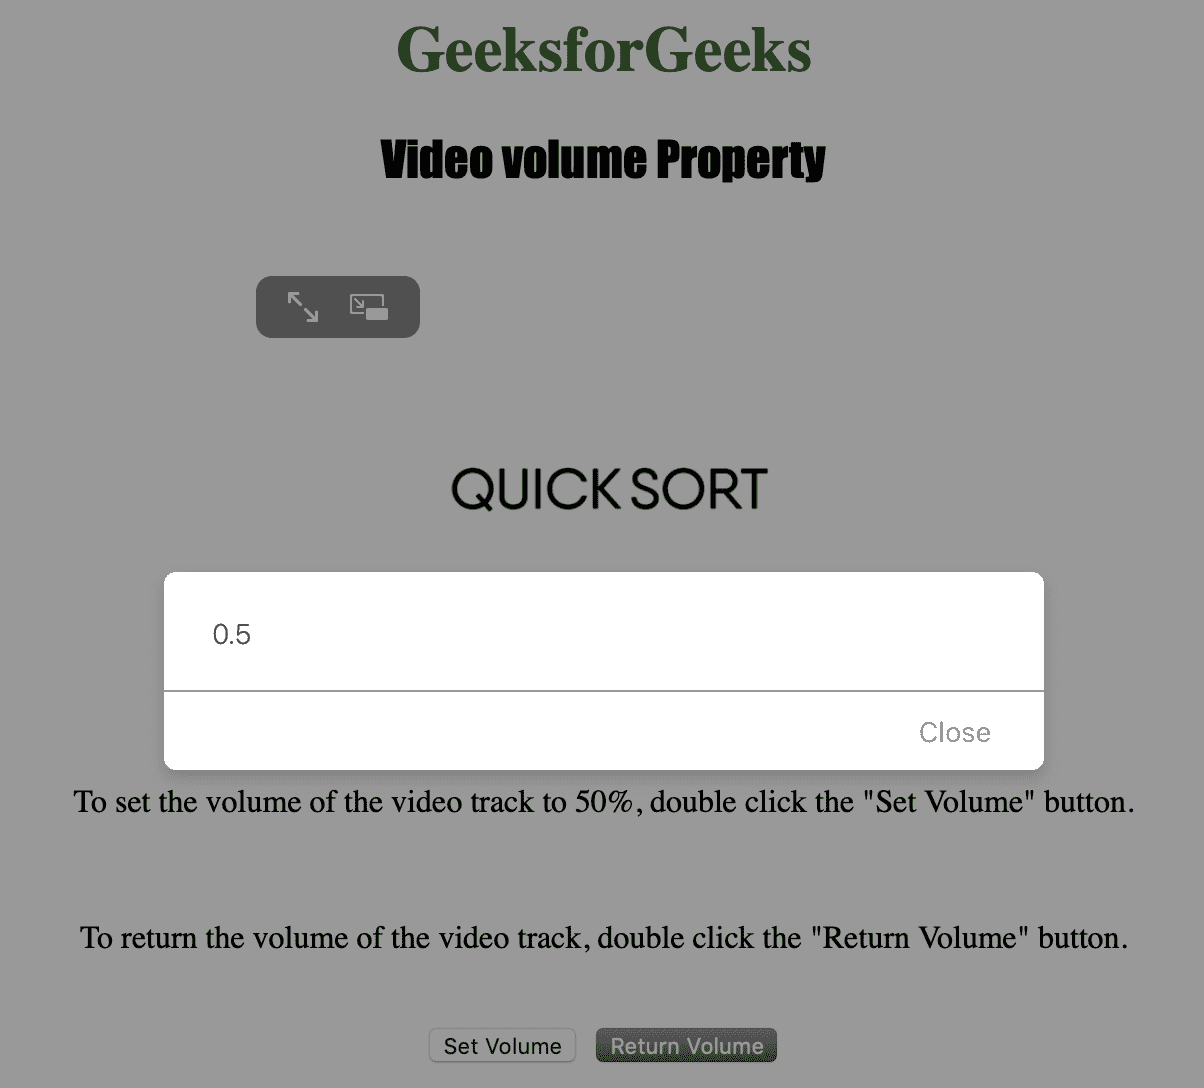 GeeksforGeeks
Video volume Property
QUICK SORT
0.5
Close
To set the volume of the video track to 50%, double click the "Set Volume" button.
To return the volume of the video track, double click the "Return Volume" button.
Set Volume Return Volume